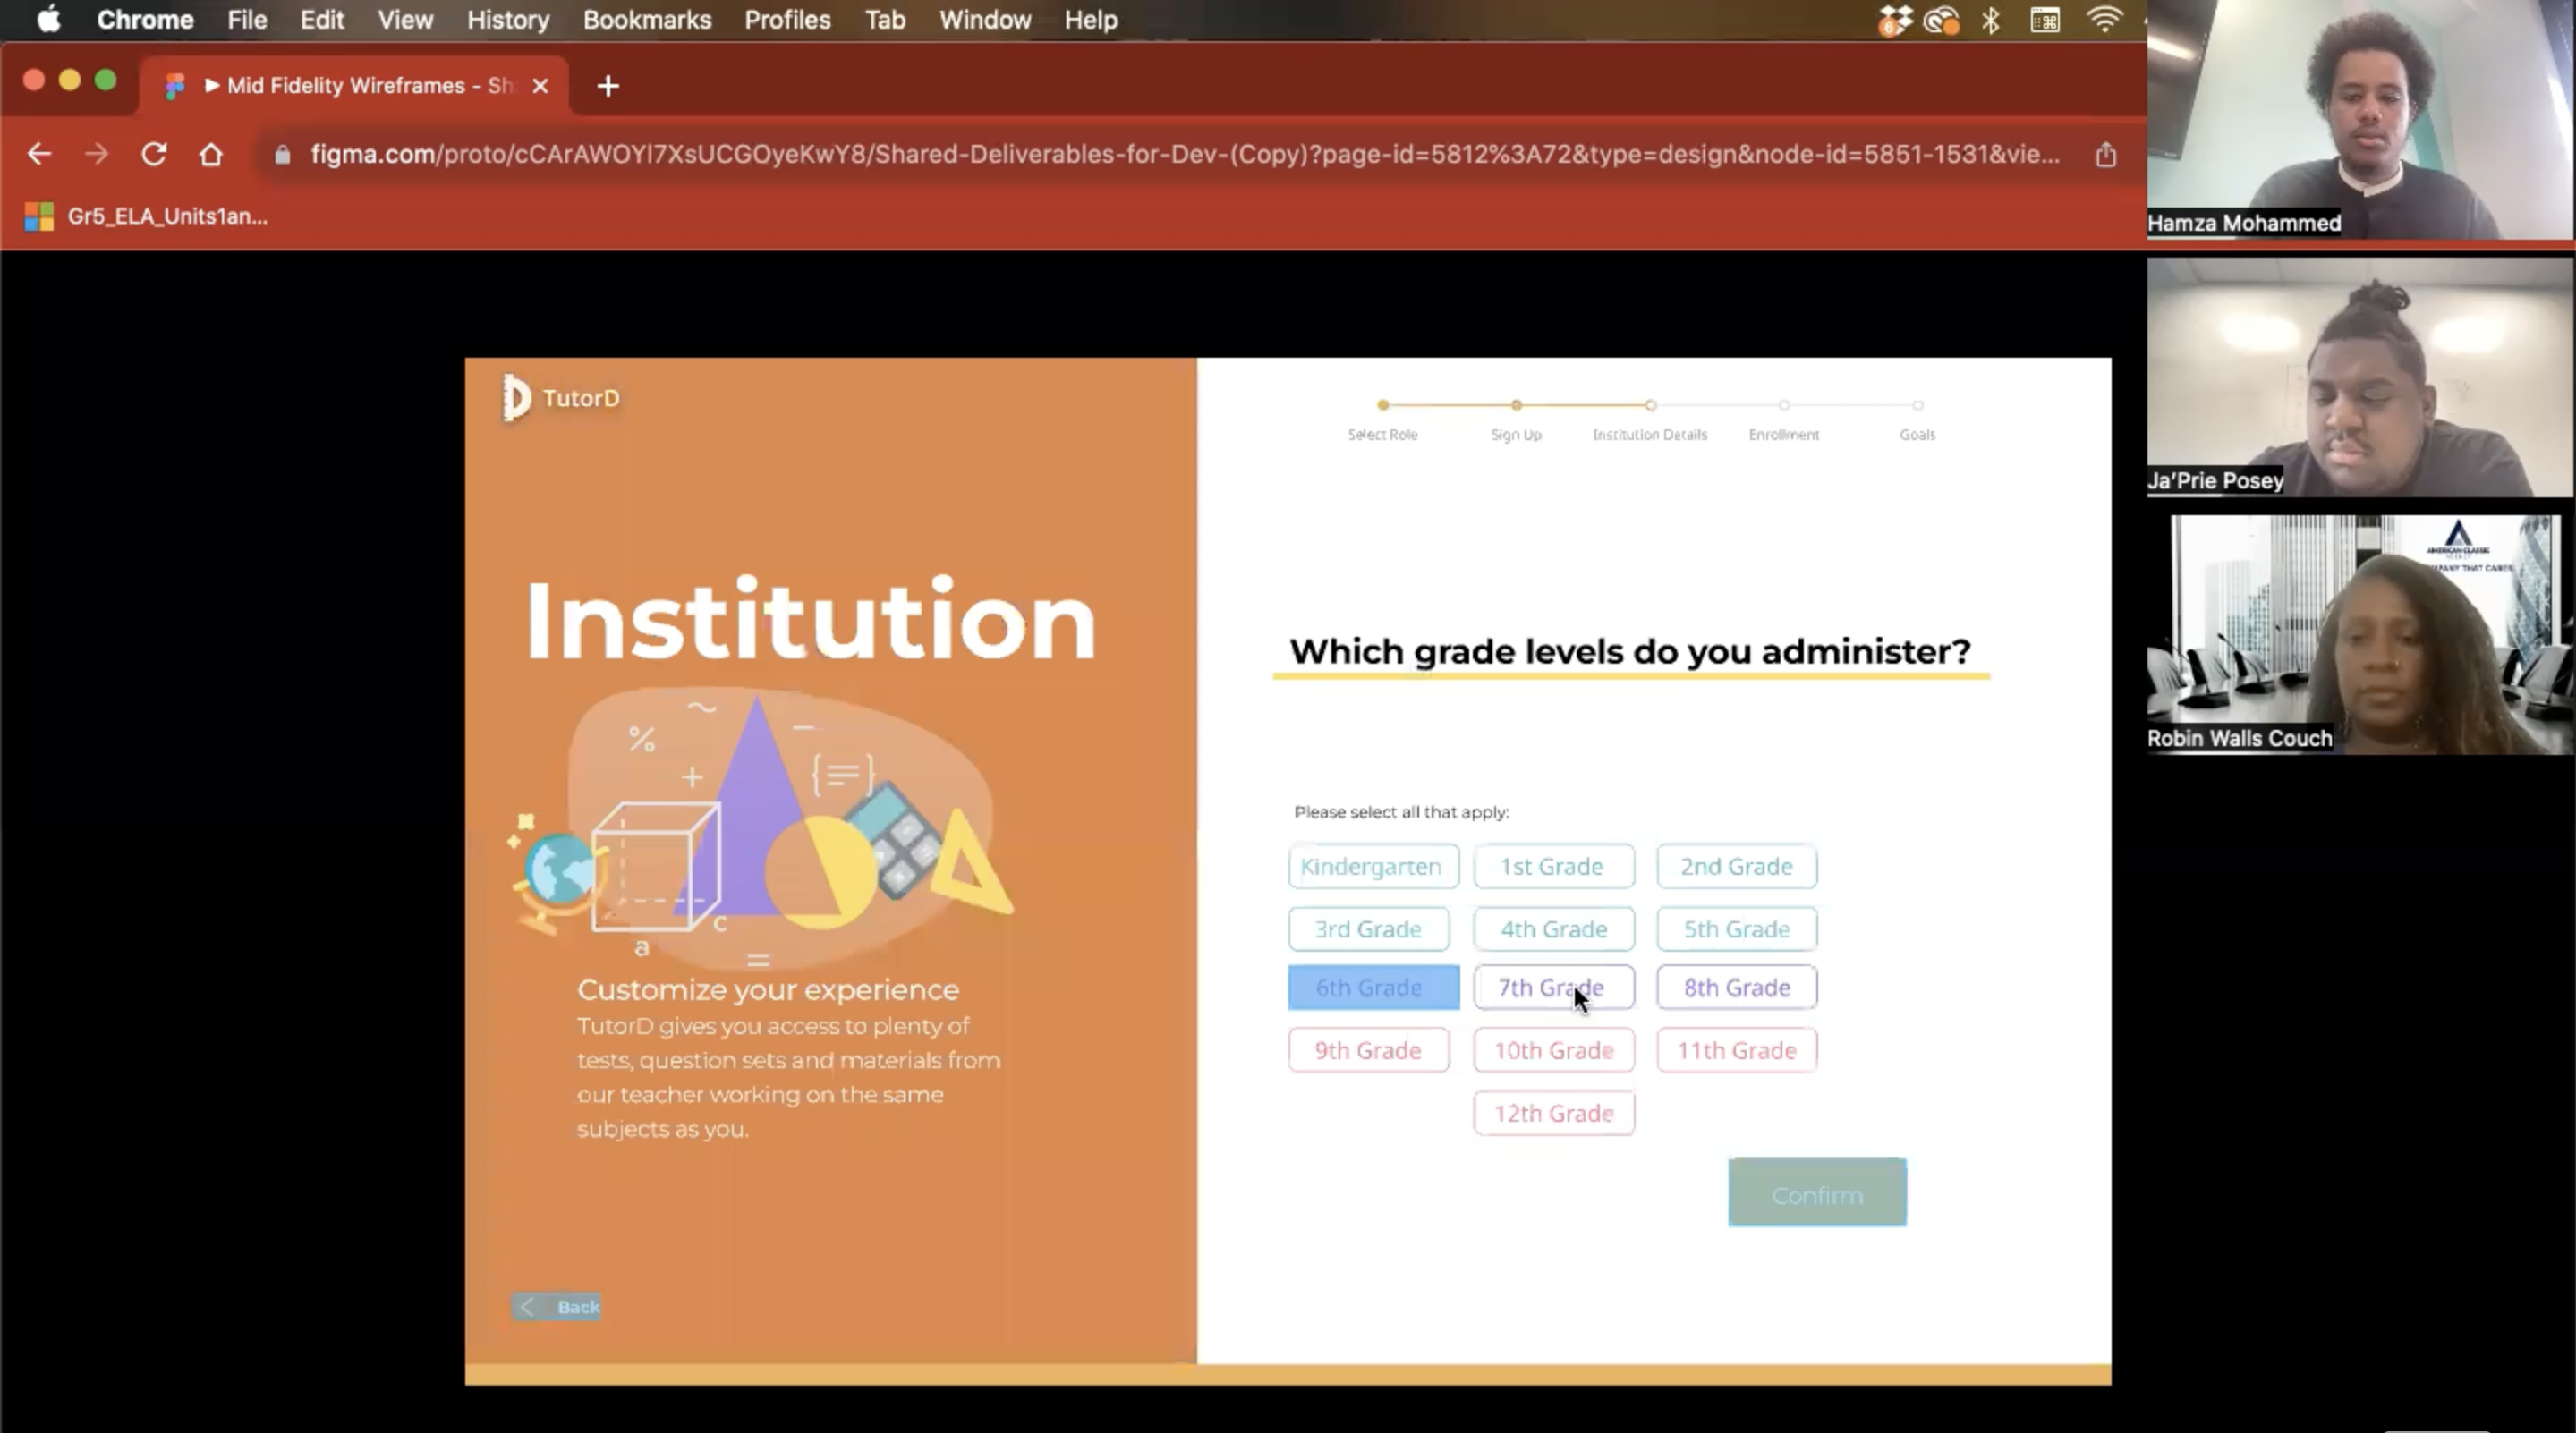 Chrome File Edit View History Bookmarks Profiles Tab Window Help
Mid Fidelity Wireframes - Sh
figma.com/proto/cCArAWOYl7XsUCGOyeKwY8/Shared-Deliverables-for-Dev-(Copy)?page-id=5812%3A72&type=design&node-id=5851-1531&vie...
Gr5_ELA_Units1an...
Hamza Mohammed
Ja'Prie Posey
AMERICAN CLASSIC
Robin Walls Couch
TutorD
Institution
%
~
–
+
{=}
a
c
=
Customize your experience
TutorD gives you access to plenty of
tests, question sets and materials from
our teacher working on the same
subjects as you.
< Back
Select Role Sign Up Institution Details Enrollment Goals
Which grade levels do you administer?
Please select all that apply:
Kindergarten 1st Grade 2nd Grade
3rd Grade 4th Grade 5th Grade
6th Grade 7th Grade 8th Grade
9th Grade 10th Grade 11th Grade
12th Grade
Confirm